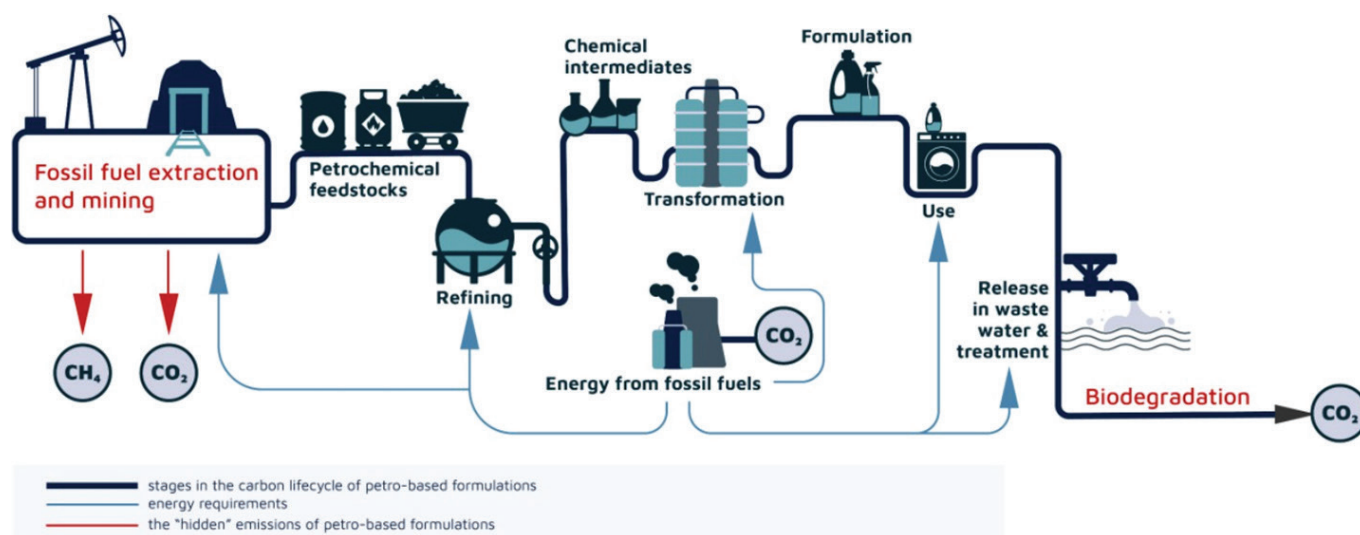 Formulation
Chemical
intermediates
Fossil fuel extraction
and mining
Petrochemical
feedstocks
Transformation
Use
Refining
Release
in waste
water &
treatment
CO₂
CH₄
CO₂
Energy from fossil fuels
Biodegradation
CO₂
stages in the carbon lifecycle of petro-based formulations
energy requirements
the "hidden" emissions of petro-based formulations